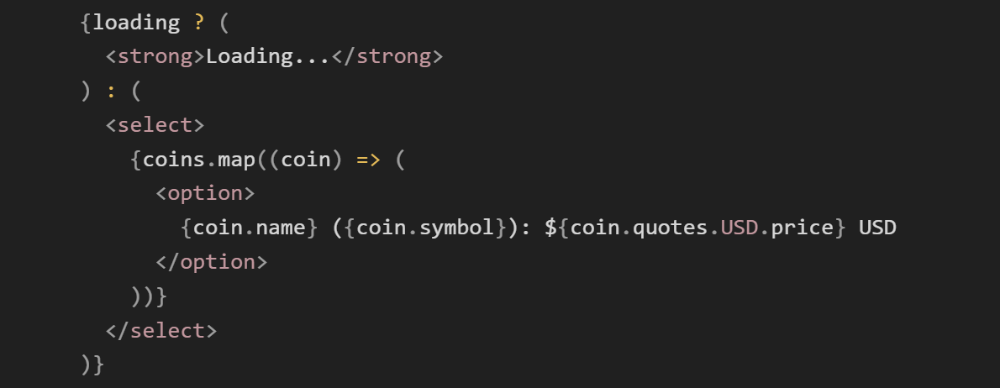 {loading ? (
<strong>Loading...</strong>
) : (
<select>
{coins.map((coin) => (
<option>
{coin.name} ({coin.symbol}): ${coin.quotes.USD.price} USD
</option>
))}
</select>
)}